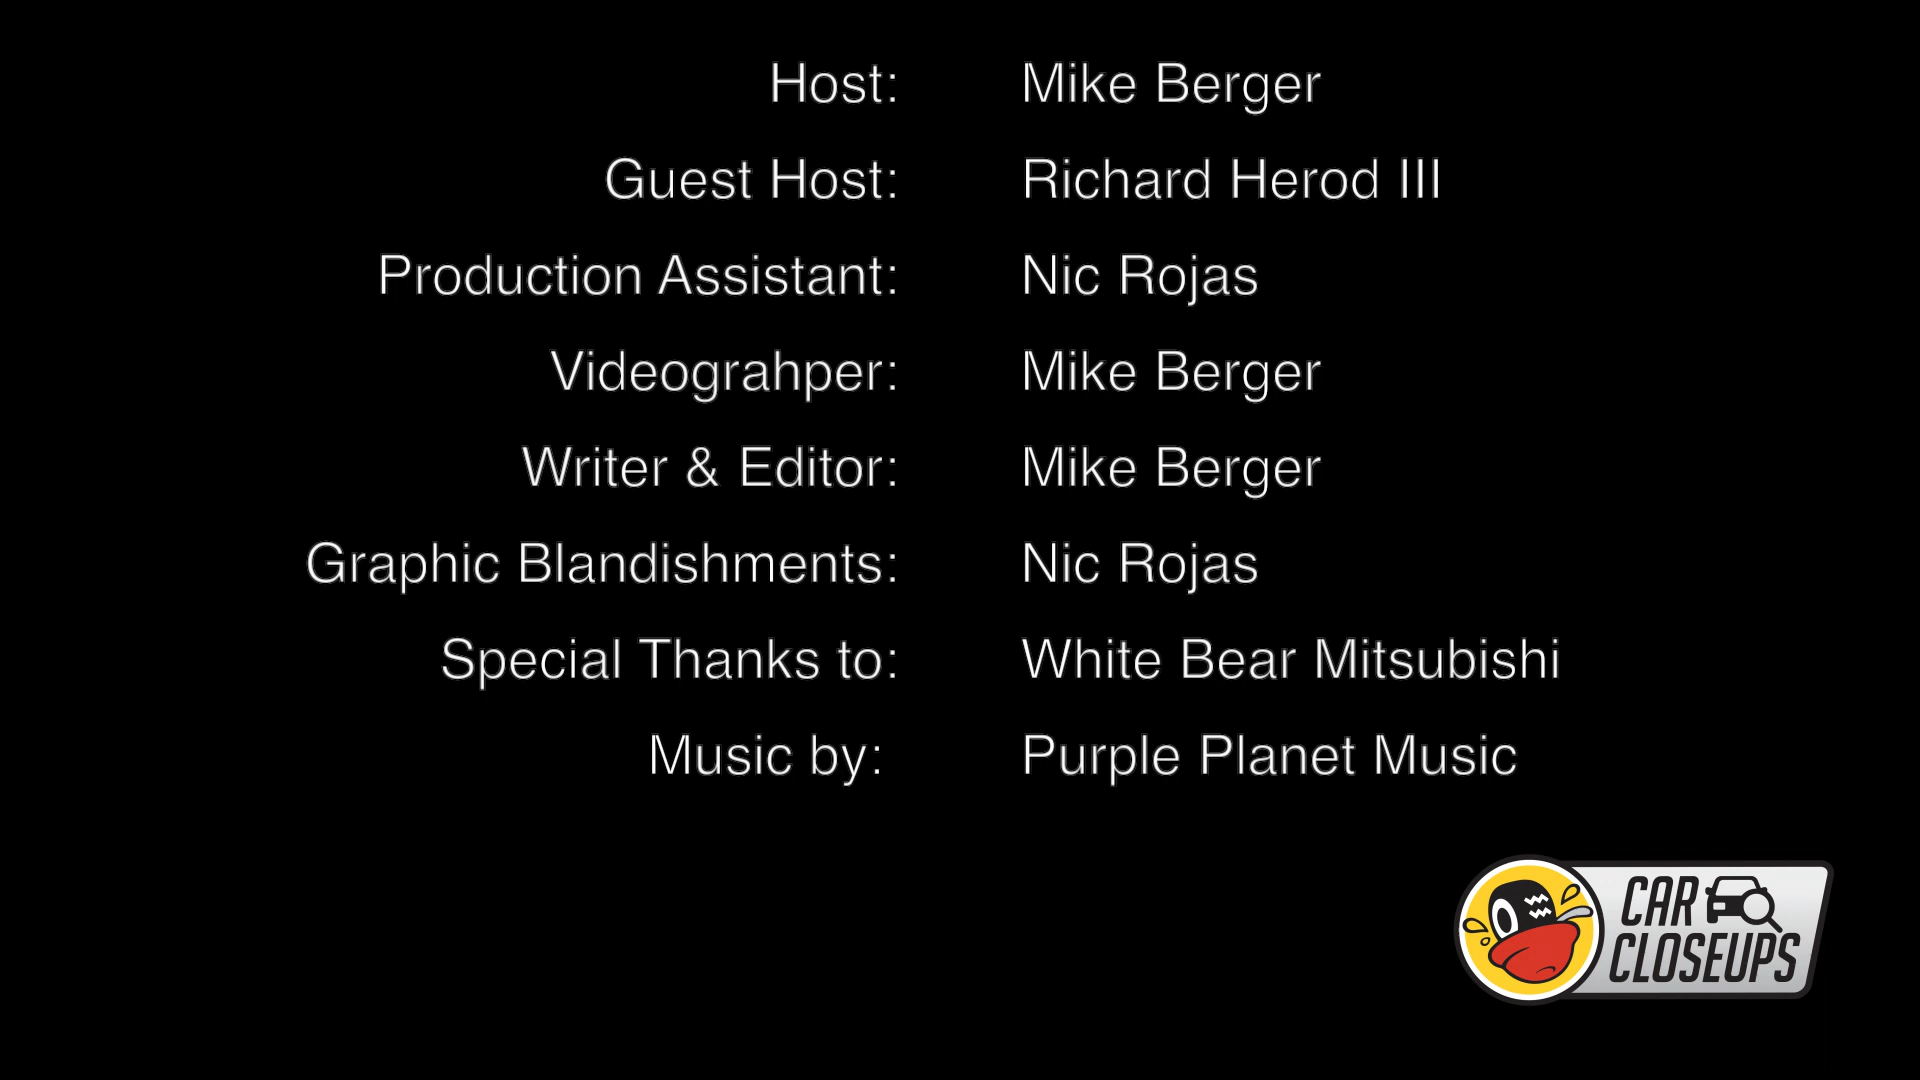 Host: Mike Berger
Guest Host: Richard Herod III
Production Assistant: Nic Rojas
Videograhper: Mike Berger
Writer & Editor: Mike Berger
Graphic Blandishments: Nic Rojas
Special Thanks to: White Bear Mitsubishi
Music by: Purple Planet Music
CAR
CLOSEUPS